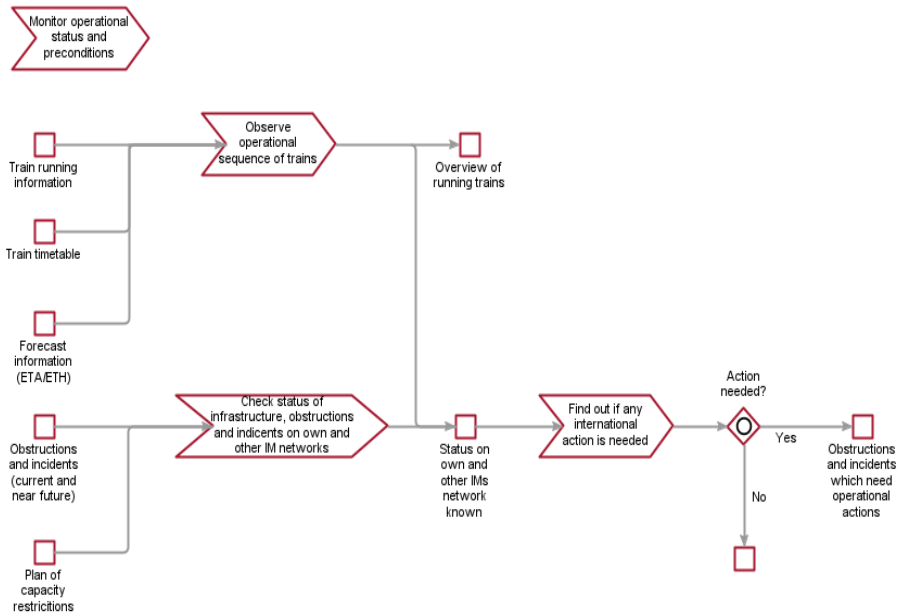 Monitor operational
status and
preconditions
Observe
operational
sequence of trains
Train running
information
Overview of
running trains
Train timetable
Forecast
information
(ETA/ETH)
Check status of
infrastructure, obstructions
and indicents on own and
other IM networks
Find out if any
international
action is needed
Action
needed?
Yes
No
Obstructions
and incidents
(current and
near future)
Status on
own and
other IMs
network
known
Obstructions
and incidents
which need
operational
actions
Plan of
capacity
restricitions